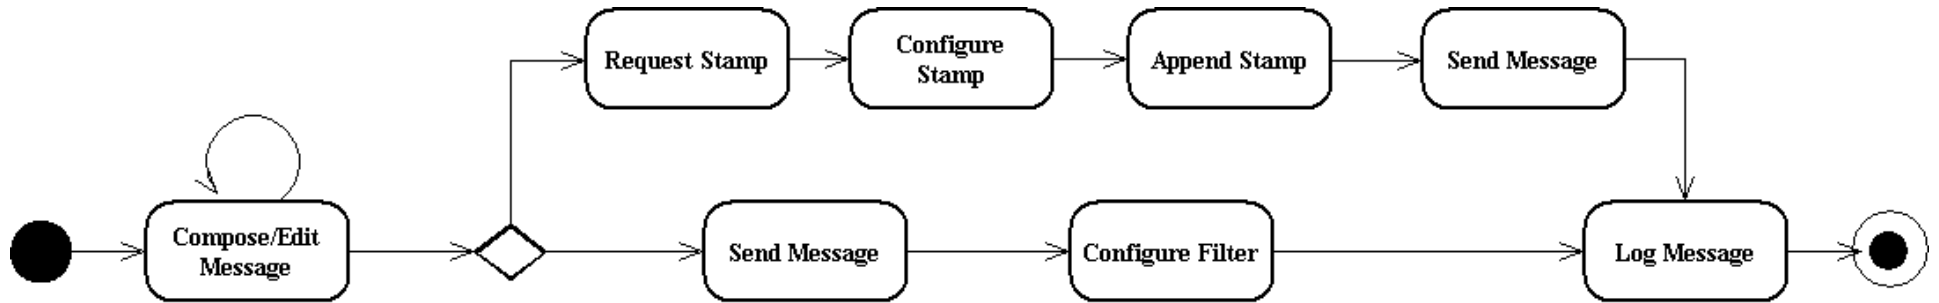 Request Stamp
Configure
Stamp
Append Stamp
Send Message
Compose/Edit
Message
Send Message
Configure Filter
Log Message